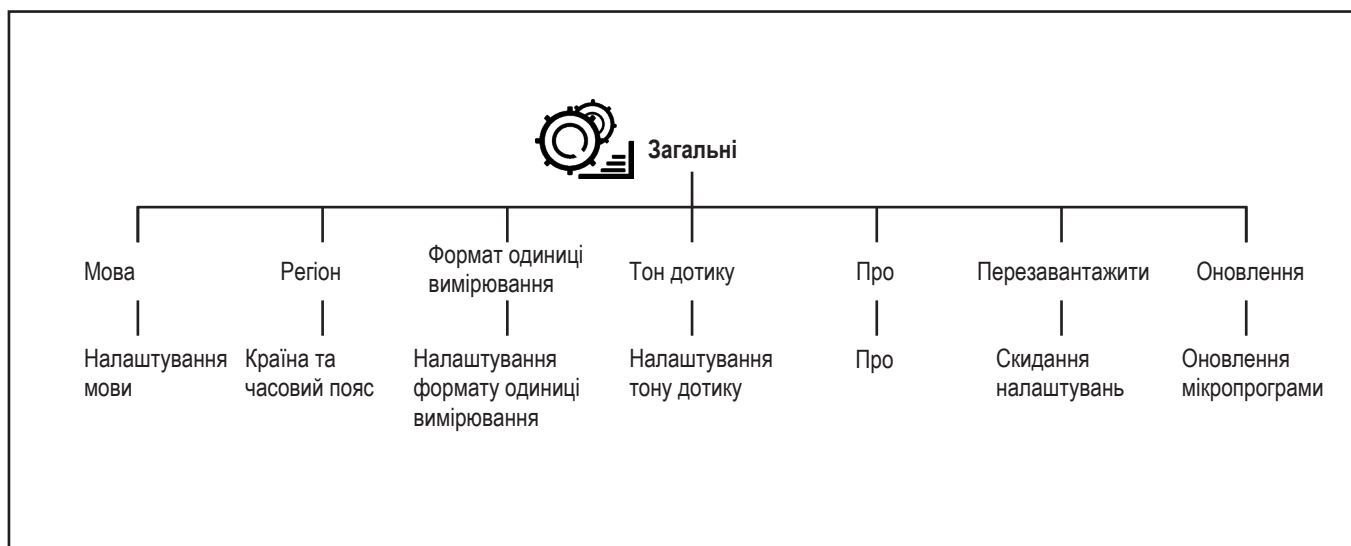 Загальні
Мова
Регіон
Формат одиниці
вимірювання
Тон дотику
Про
Перезавантажити
Оновлення
Налаштування
мови
Країна та
часовий пояс
Налаштування
формату одиниці
вимірювання
Налаштування
тону дотику
Про
Скидання
налаштувань
Оновлення
мікропрограми